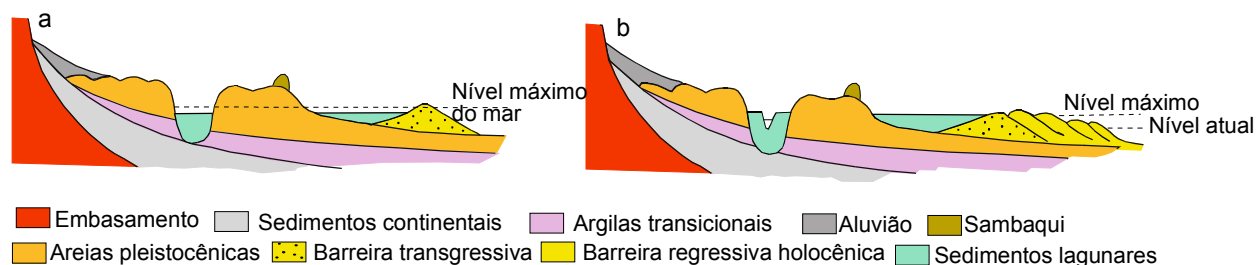 a
Nível máximo
do mar
b
Nível máximo
Nível atual
Embasamento Sedimentos continentais Argilas transicionais Aluvião Sambaqui
Areias pleistocênicas Barreira transgressiva Barreira regressiva holocênica Sedimentos lagunares